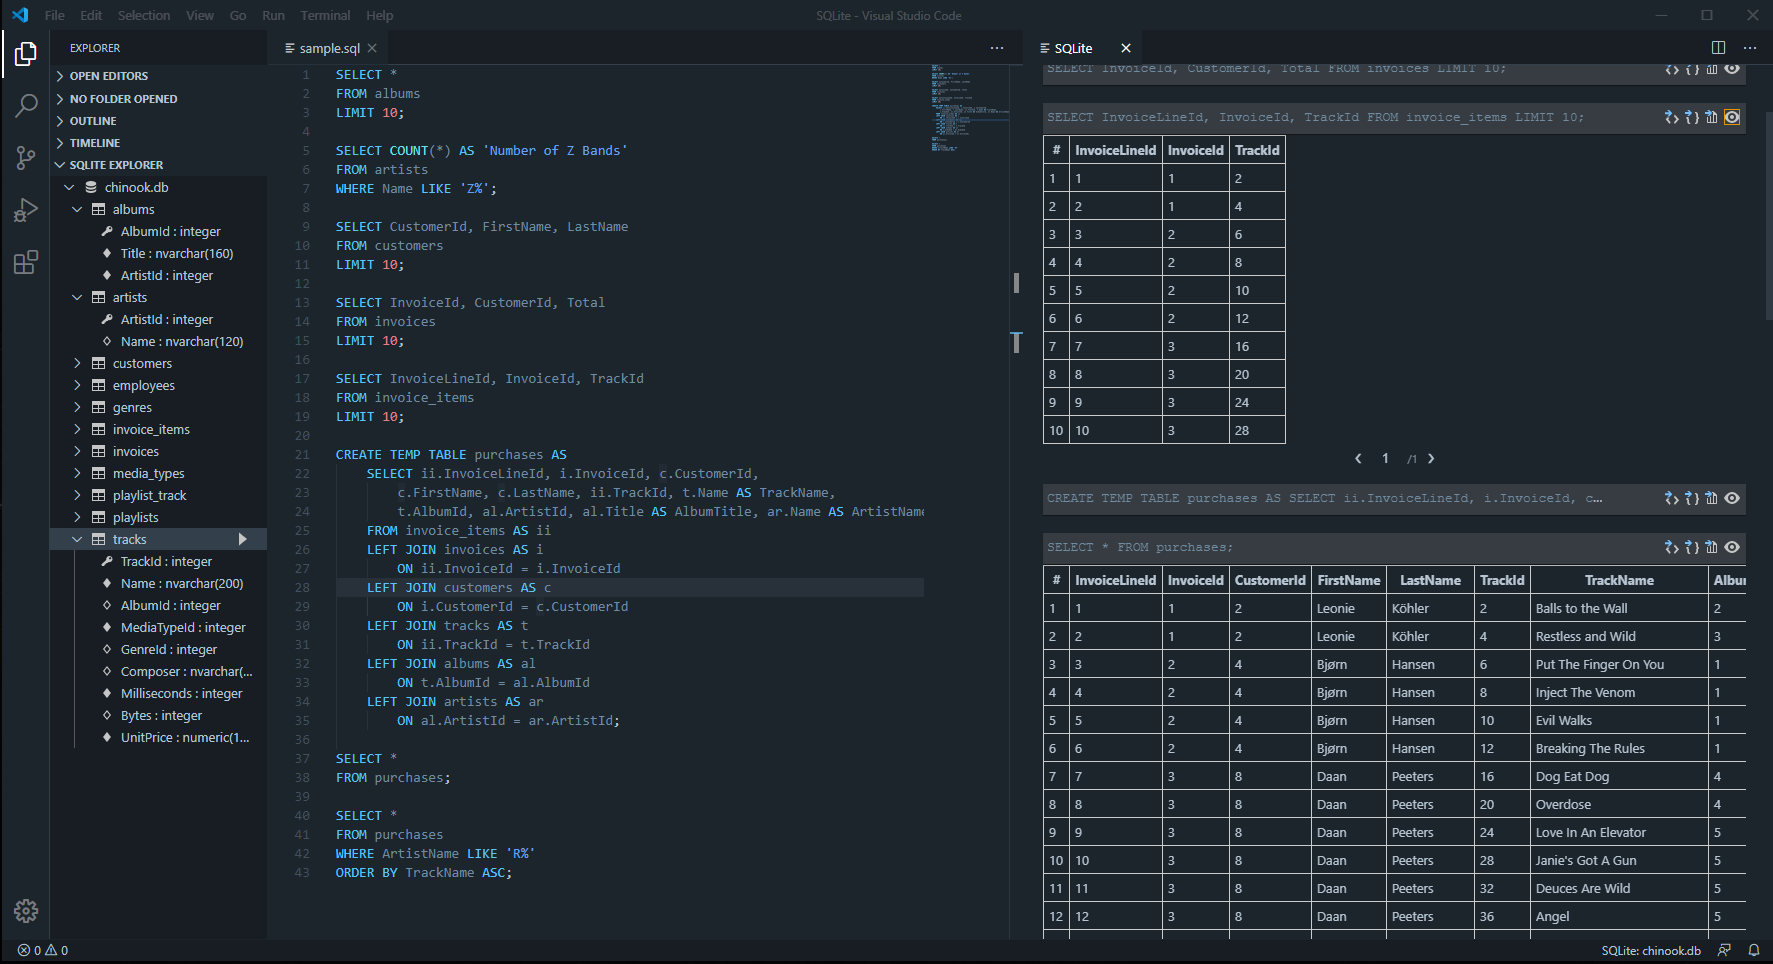 File Edit Selection View Go Run Terminal Help
SQLite - Visual Studio Code
EXPLORER
OPEN EDITORS
NO FOLDER OPENED
OUTLINE
TIMELINE
SQLITE EXPLORER
chinook.db
albums
AlbumId : integer
Title : nvarchar(160)
ArtistId : integer
artists
ArtistId : integer
Name : nvarchar(120)
customers
employees
genres
invoice_items
invoices
media_types
playlist_track
playlists
tracks
TrackId : integer
Name : nvarchar(200)
AlbumId : integer
MediaTypeId : integer
GenreId : integer
Composer : nvarchar(...
Milliseconds : integer
Bytes : integer
UnitPrice : numeric(1...
sample.sql
1 SELECT *
2 FROM albums
3 LIMIT 10;
4
5 SELECT COUNT(*) AS 'Number of Z Bands'
6 FROM artists
7 WHERE Name LIKE 'Z%';
8
9 SELECT CustomerId, FirstName, LastName
10 FROM customers
11 LIMIT 10;
12
13 SELECT InvoiceId, CustomerId, Total
14 FROM invoices
15 LIMIT 10;
16
17 SELECT InvoiceLineId, InvoiceId, TrackId
18 FROM invoice_items
19 LIMIT 10;
20
21 CREATE TEMP TABLE purchases AS
22 SELECT ii.InvoiceLineId, i.InvoiceId, c.CustomerId,
23 c.FirstName, c.LastName, ii.TrackId, t.Name AS TrackName,
24 t.AlbumId, al.ArtistId, al.Title AS AlbumTitle, ar.Name AS ArtistName
25 FROM invoice_items AS ii
26 LEFT JOIN invoices AS i
27 ON ii.InvoiceId = i.InvoiceId
28 LEFT JOIN customers AS c
29 ON i.CustomerId = c.CustomerId
30 LEFT JOIN tracks AS t
31 ON ii.TrackId = t.TrackId
32 LEFT JOIN albums AS al
33 ON t.AlbumId = al.AlbumId
34 LEFT JOIN artists AS ar
35 ON al.ArtistId = ar.ArtistId;
36
37 SELECT *
38 FROM purchases;
39
40 SELECT *
41 FROM purchases
42 WHERE ArtistName LIKE 'R%'
43 ORDER BY TrackName ASC;
SQLite
SELECT InvoiceId, CustomerId, Total FROM invoices LIMIT 10;
SELECT InvoiceLineId, InvoiceId, TrackId FROM invoice_items LIMIT 10;
# InvoiceLineId InvoiceId TrackId
1 1 1 2
2 2 1 4
3 3 2 6
4 4 2 8
5 5 2 10
6 6 2 12
7 7 3 16
8 8 3 20
9 9 3 24
10 10 3 28
1 /1
CREATE TEMP TABLE purchases AS SELECT ii.InvoiceLineId, i.InvoiceId, c…
SELECT * FROM purchases;
# InvoiceLineId InvoiceId CustomerId FirstName LastName TrackId TrackName Albu
1 1 1 2 Leonie Köhler 2 Balls to the Wall 2
2 2 1 2 Leonie Köhler 4 Restless and Wild 3
3 3 2 4 Bjørn Hansen 6 Put The Finger On You 1
4 4 2 4 Bjørn Hansen 8 Inject The Venom 1
5 5 2 4 Bjørn Hansen 10 Evil Walks 1
6 6 2 4 Bjørn Hansen 12 Breaking The Rules 1
7 7 3 8 Daan Peeters 16 Dog Eat Dog 4
8 8 3 8 Daan Peeters 20 Overdose 4
9 9 3 8 Daan Peeters 24 Love In An Elevator 5
10 10 3 8 Daan Peeters 28 Janie's Got A Gun 5
11 11 3 8 Daan Peeters 32 Deuces Are Wild 5
12 12 3 8 Daan Peeters 36 Angel 5
0 0
SQLite: chinook.db